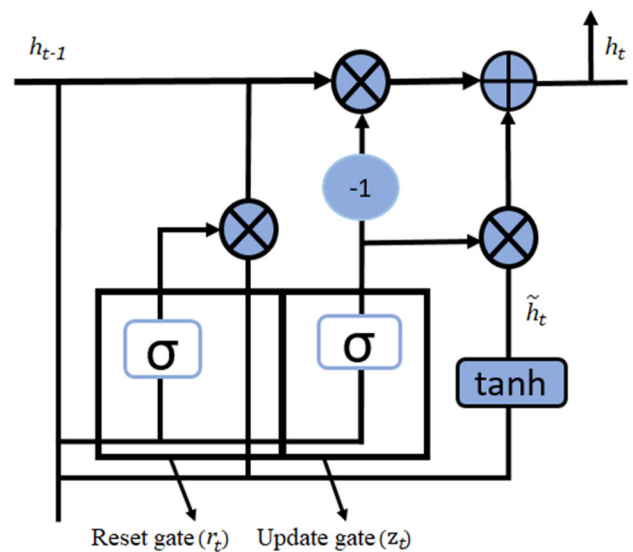 h_{t-1}
h_t
-1
σ
σ
h̃_t
tanh
Reset gate (r_t)
Update gate (z_t)